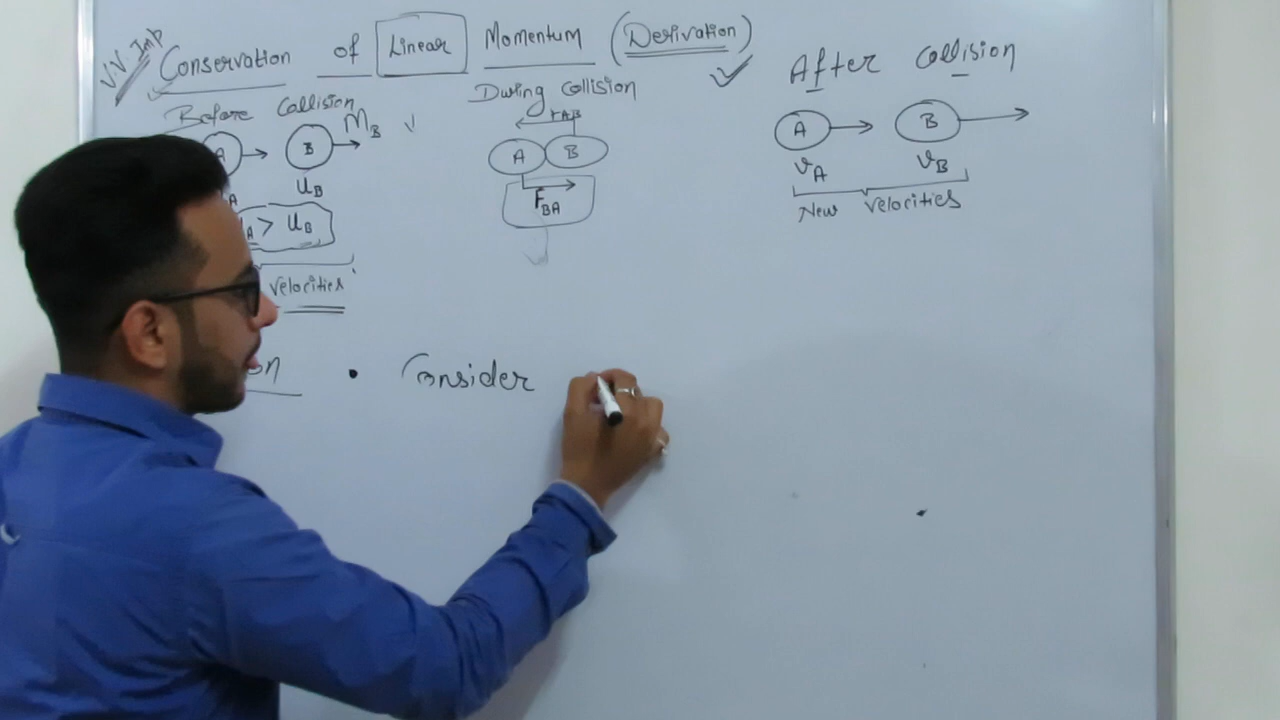 VV Imp
Conservation of Linear Momentum (Derivation)
Before Collision
During Collision
After Collision
B
M_B
U_B
> U_B
Velocities
F_AB
A B
F_BA
A B
v_A v_B
New Velocities
• Consider